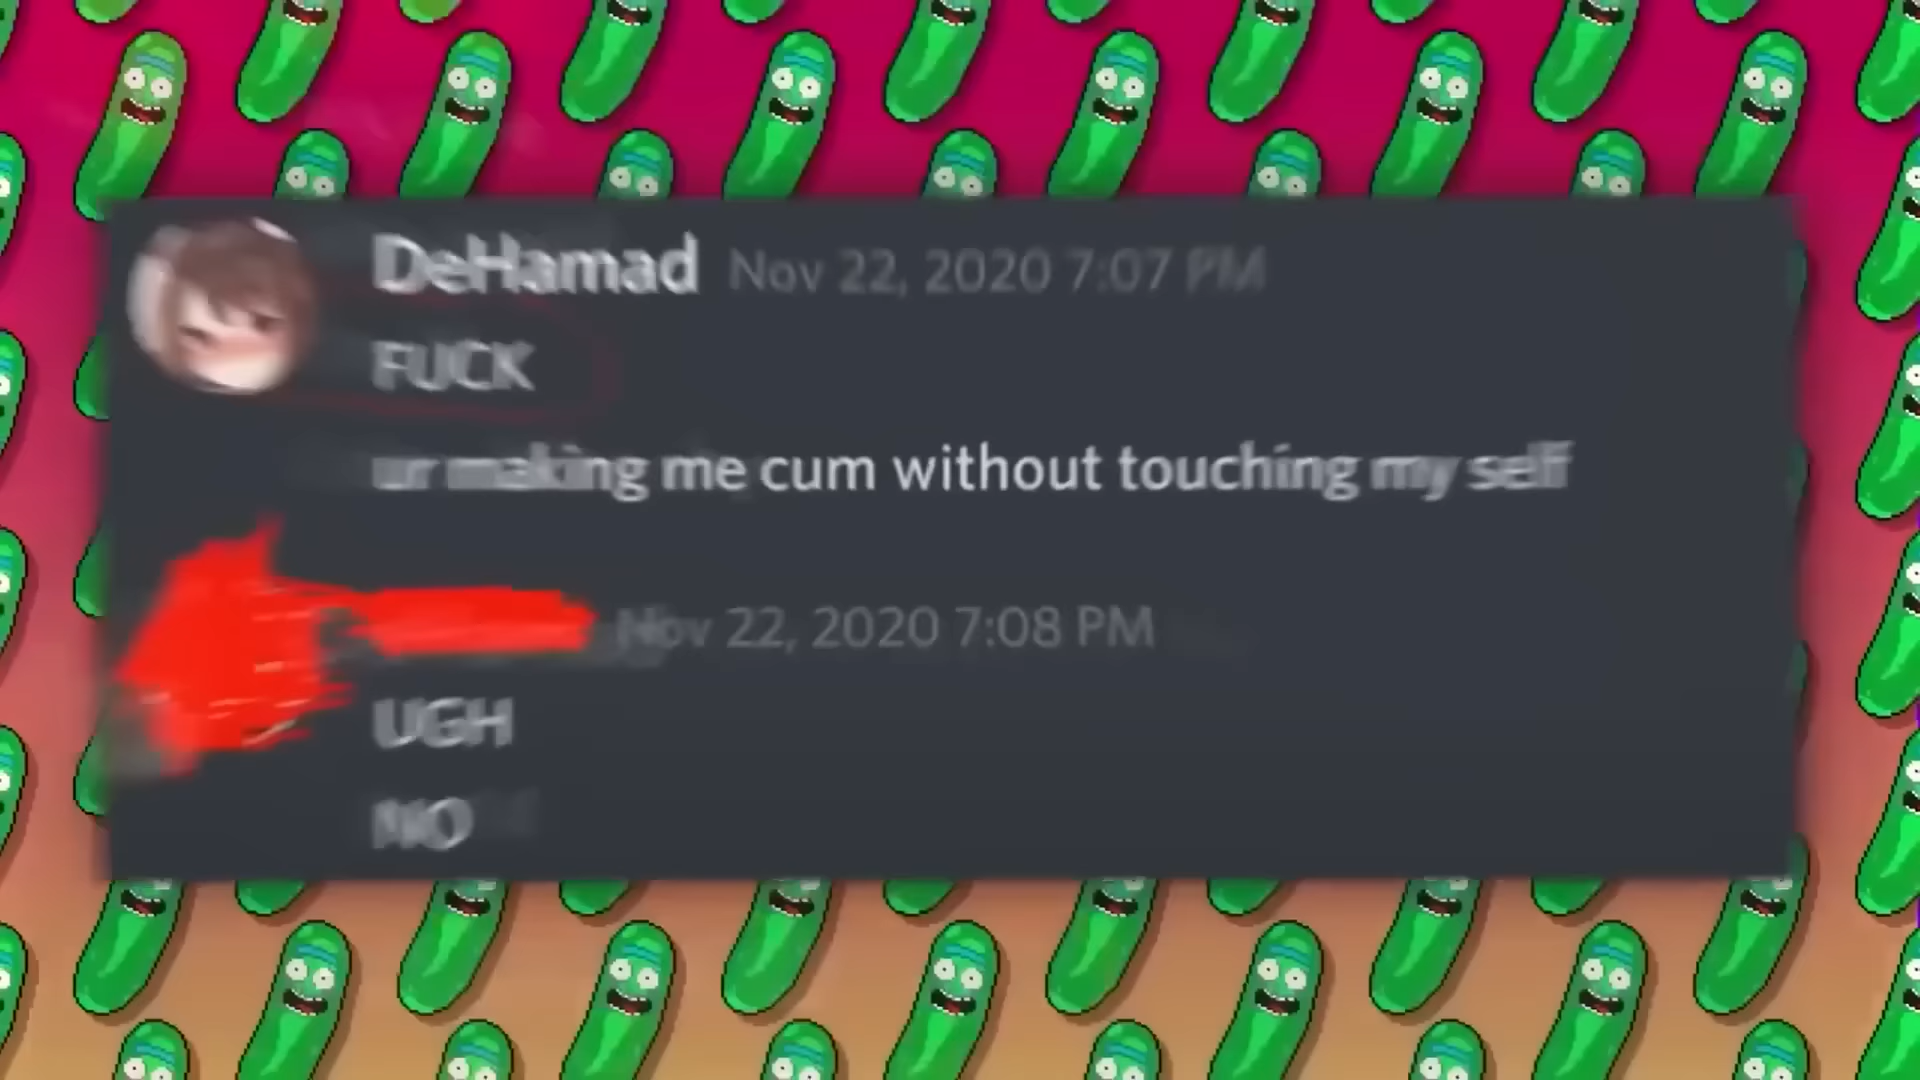 DeHamad Nov 22, 2020 7:07 PM
FUCK
ur making me cum without touching my self
Nov 22, 2020 7:08 PM
UGH
NO